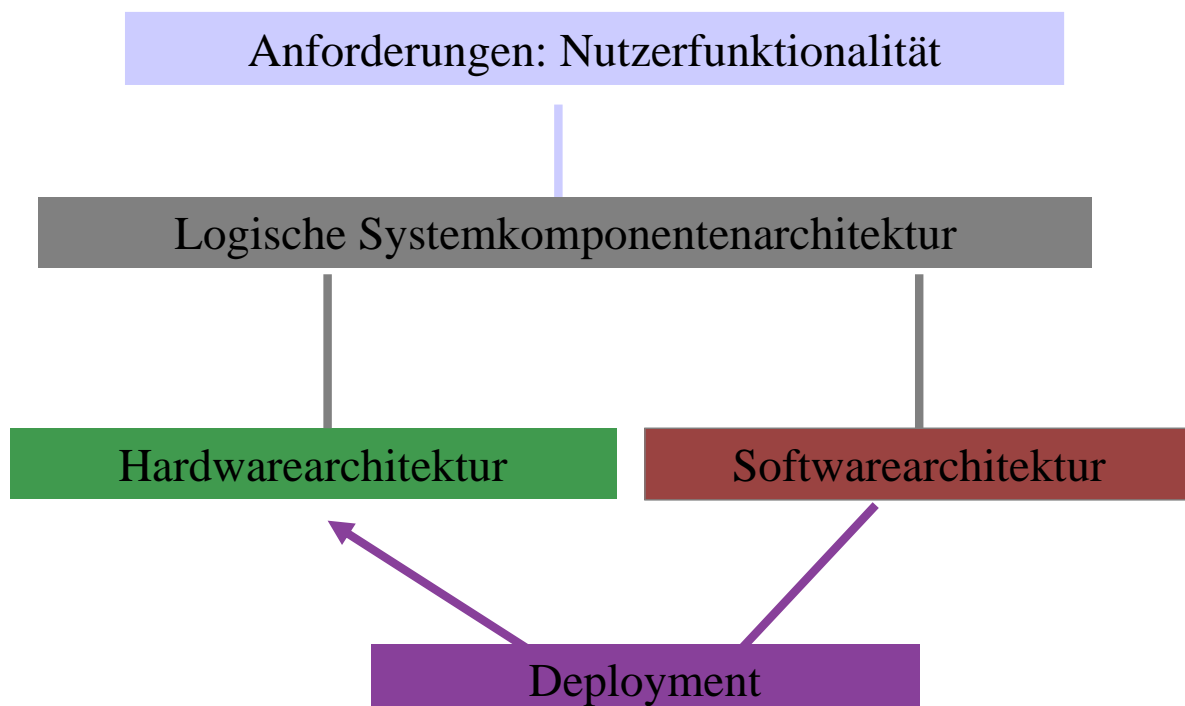 Anforderungen: Nutzerfunktionalität
Logische Systemkomponentenarchitektur
Hardwarearchitektur
Softwarearchitektur
Deployment